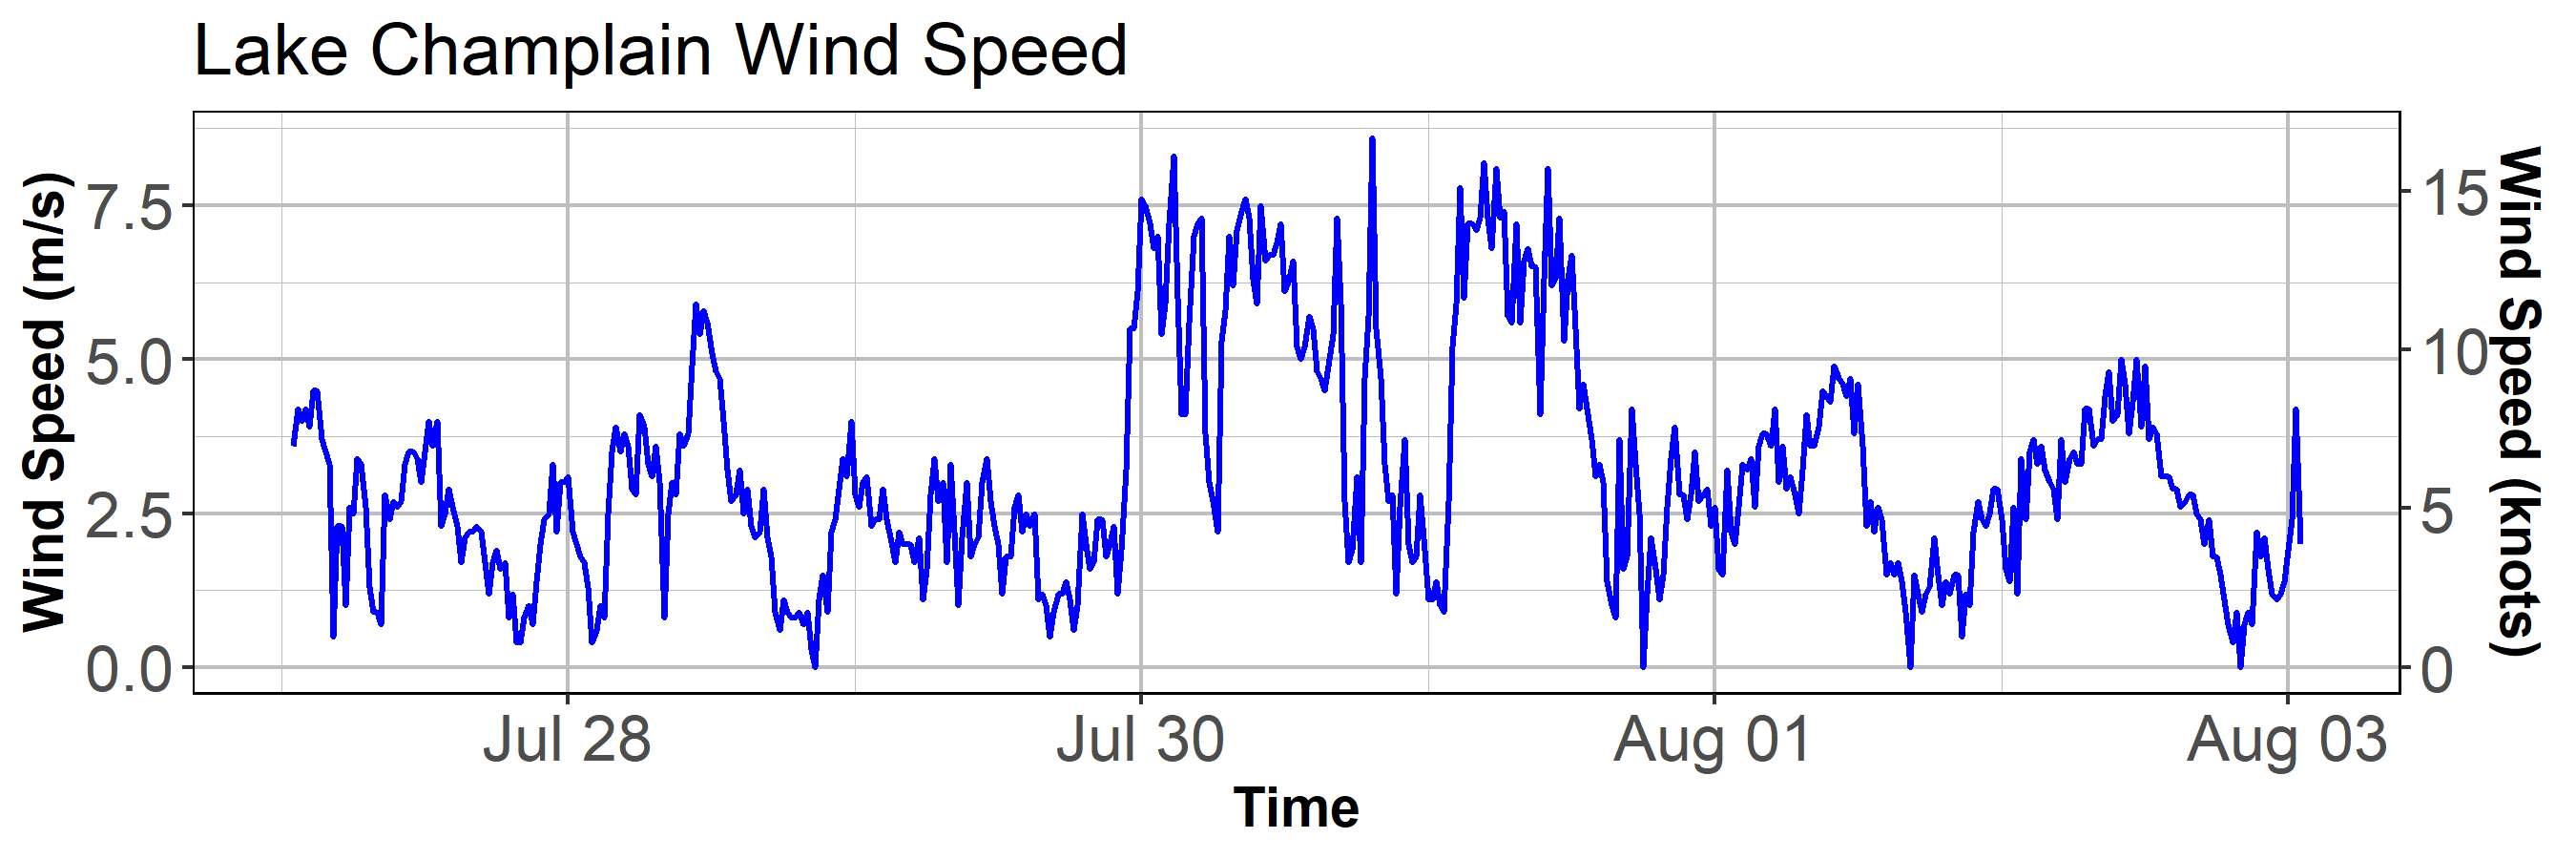 Lake Champlain Wind Speed
Wind Speed (m/s)
7.5
5.0
2.5
0.0
15
10
5
0
Wind Speed (knots)
Jul 28
Jul 30
Aug 01
Aug 03
Time